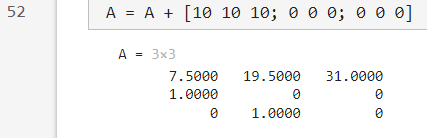 52 A = A + [10 10 10; 0 0 0; 0 0 0]
A = 3×3
7.5000 19.5000 31.0000
1.0000 0 0
0 1.0000 0